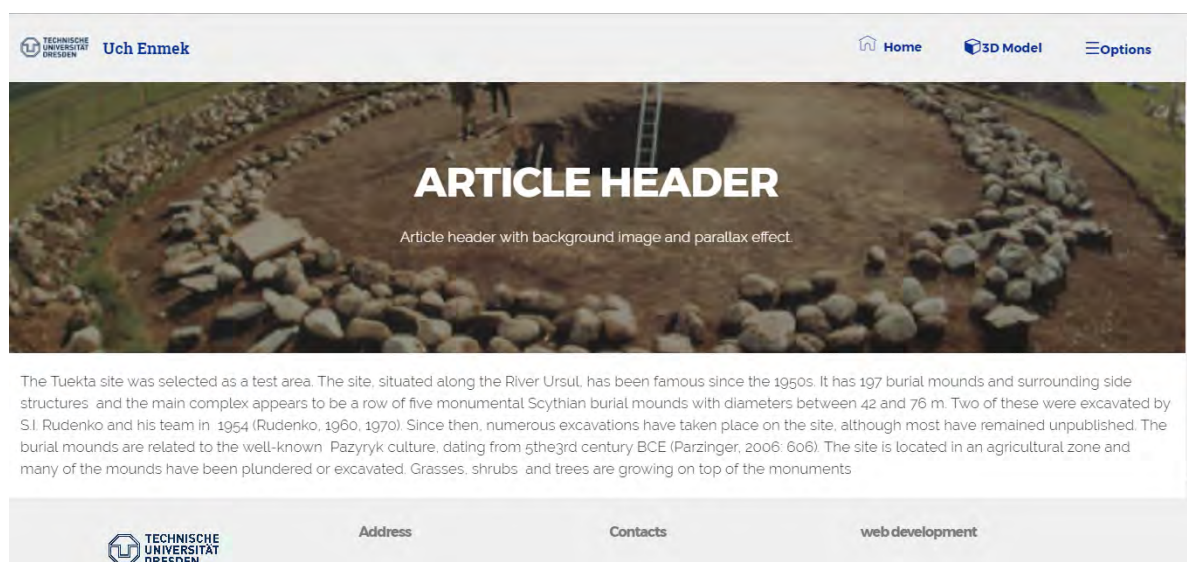 TECHNISCHE
UNIVERSITÄT
DRESDEN
Uch Enmek
Home
3D Model
Options
ARTICLE HEADER
Article header with background image and parallax effect.
The Tuekta site was selected as a test area. The site, situated along the River Ursul, has been famous since the 1950s. It has 197 burial mounds and surrounding side
structures and the main complex appears to be a row of five monumental Scythian burial mounds with diameters between 42 and 76 m. Two of these were excavated by
S.I. Rudenko and his team in 1954 (Rudenko, 1960, 1970). Since then, numerous excavations have taken place on the site, although most have remained unpublished. The
burial mounds are related to the well-known Pazyryk culture, dating from 5the3rd century BCE (Parzinger, 2006: 606). The site is located in an agricultural zone and
many of the mounds have been plundered or excavated. Grasses, shrubs and trees are growing on top of the monuments
TECHNISCHE
UNIVERSITÄT
DRESDEN
Address
Contacts
web development